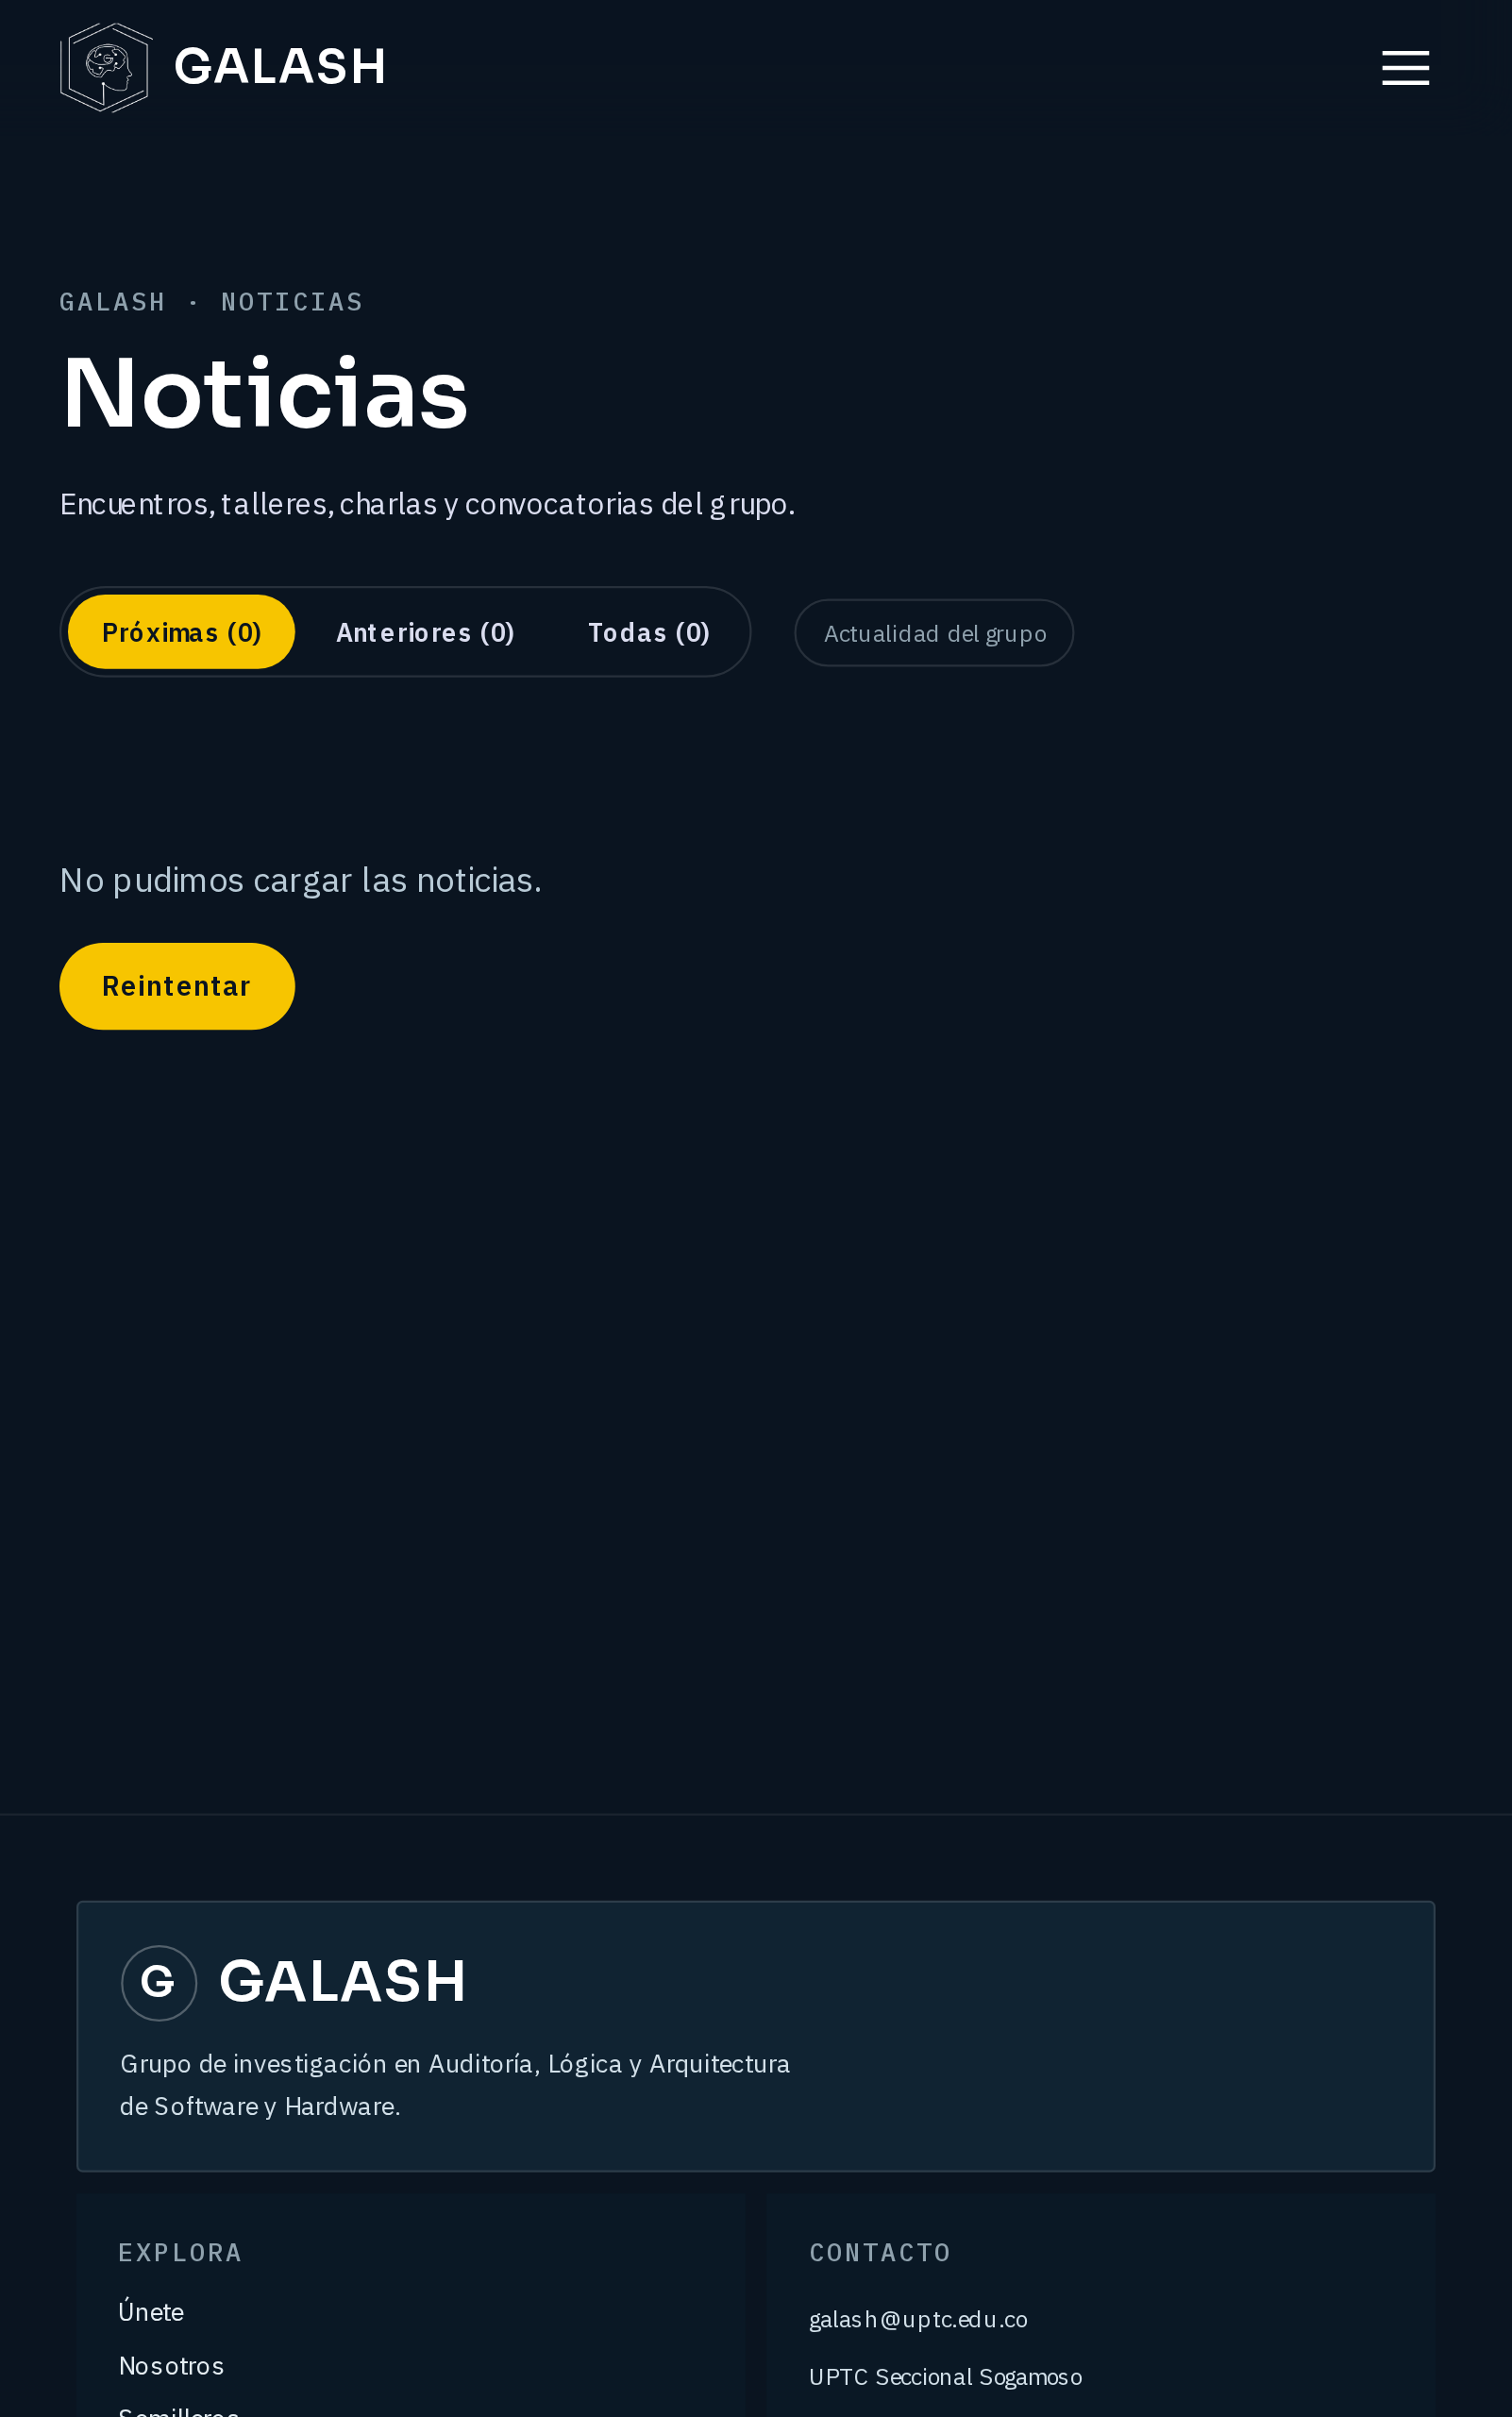 GALASH
GALASH · NOTICIAS
Noticias
Encuentros, talleres, charlas y convocatorias del grupo.
Próximas (0) Anteriores (0) Todas (0) Actualidad del grupo
No pudimos cargar las noticias.
Reintentar
G GALASH
Grupo de investigación en Auditoría, Lógica y Arquitectura
de Software y Hardware.
EXPLORA
Únete
Nosotros
CONTACTO
galash@uptc.edu.co
UPTC Seccional Sogamoso